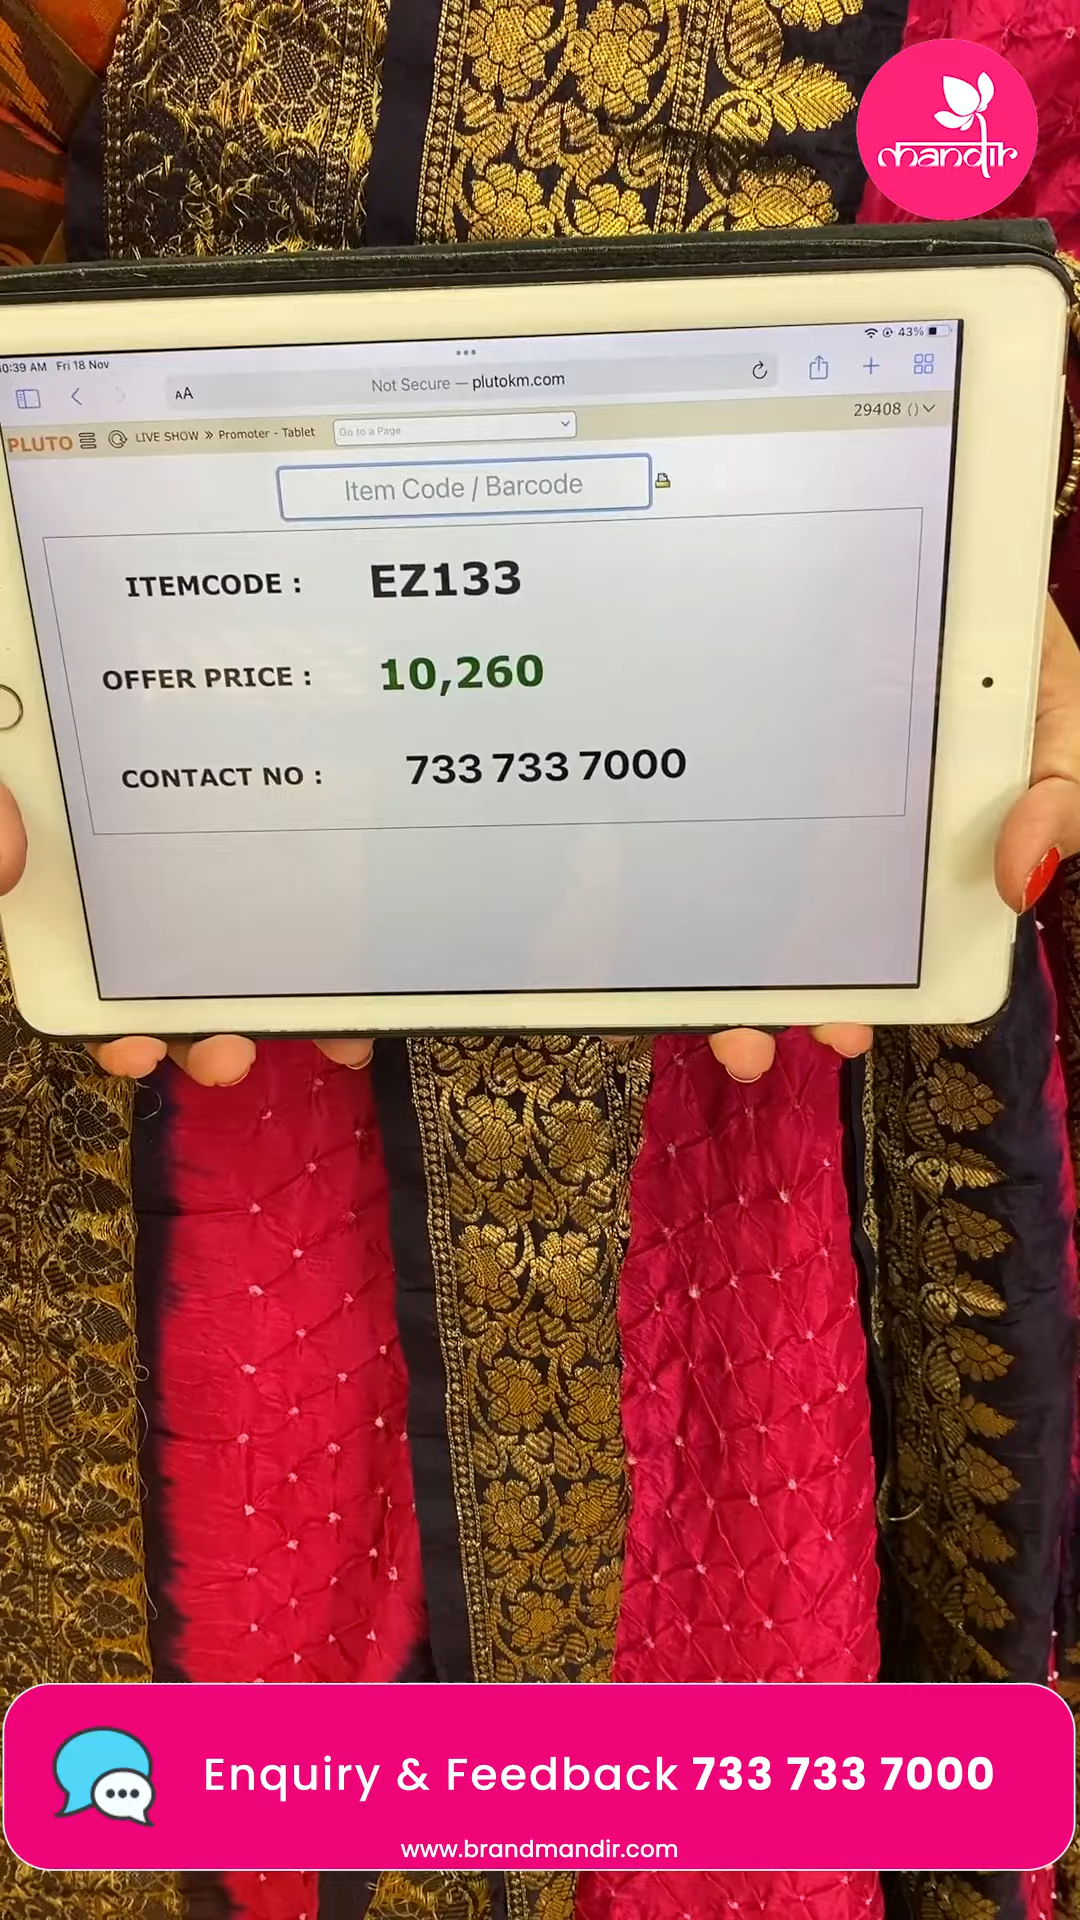 mandir
0:39 AM Fri 18 Nov
43%
AA
Not Secure — plutokm.com
PLUTO
LIVE SHOW » Promoter - Tablet
Go to a Page
29408 ()
Item Code / Barcode
ITEMCODE : EZ133
OFFER PRICE : 10,260
CONTACT NO : 733 733 7000
Enquiry & Feedback 733 733 7000
www.brandmandir.com